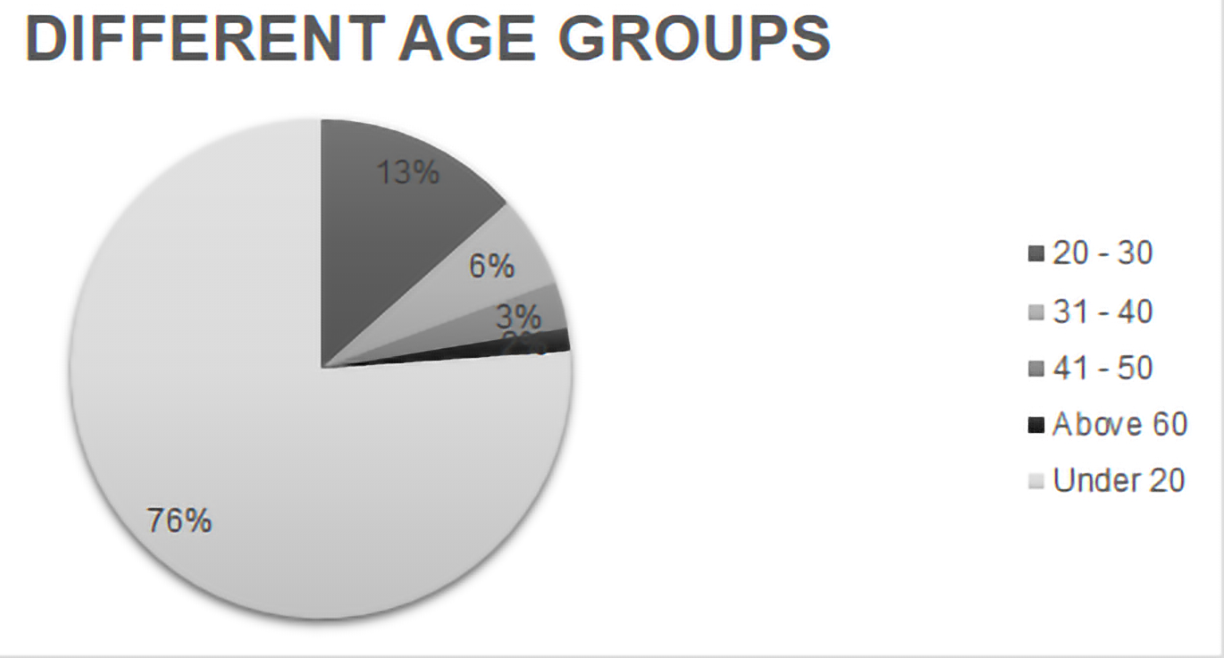 DIFFERENT AGE GROUPS
13%
6%
3%
76%
20 - 30
31 - 40
41 - 50
Above 60
Under 20